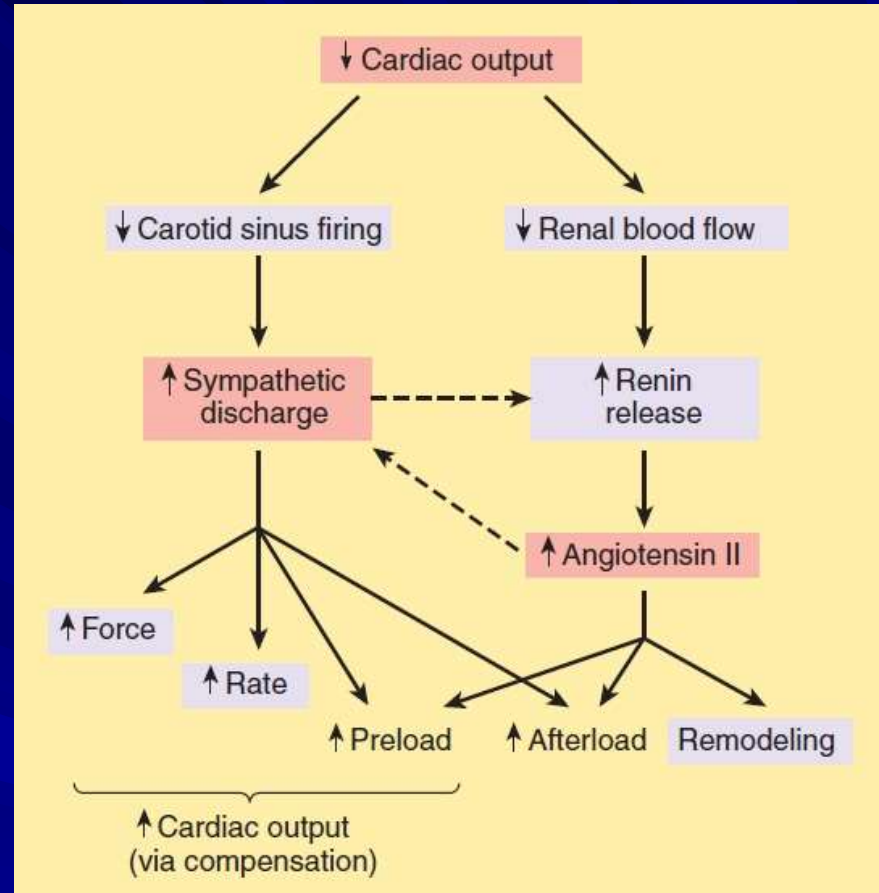 ↓ Cardiac output
↓ Carotid sinus firing
↓ Renal blood flow
↑ Sympathetic
discharge
↑ Renin
release
↑ Angiotensin II
↑ Force
↑ Rate
↑ Preload
↑ Afterload
Remodeling
↑ Cardiac output
(via compensation)